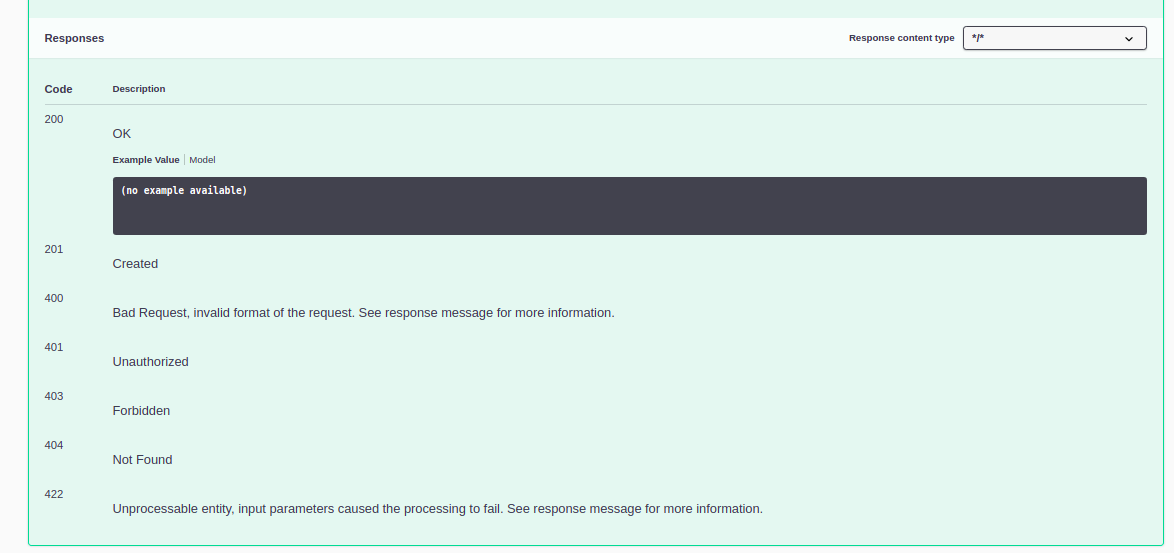 Responses
Response content type
*/*
Code Description
200
OK
Example Value Model
(no example available)
201
Created
400
Bad Request, invalid format of the request. See response message for more information.
401
Unauthorized
403
Forbidden
404
Not Found
422
Unprocessable entity, input parameters caused the processing to fail. See response message for more information.